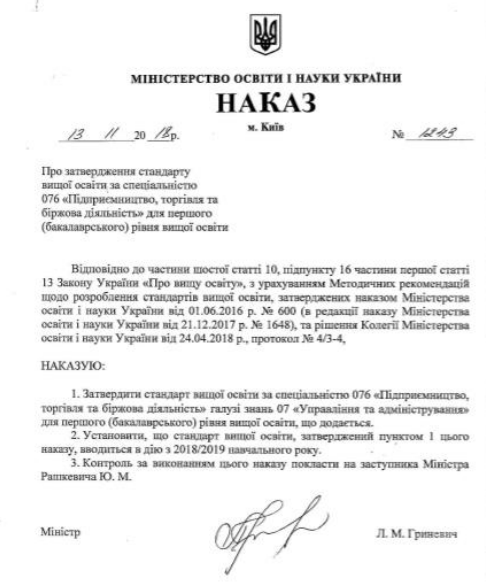 МІНІСТЕРСТВО ОСВІТИ І НАУКИ УКРАЇНИ
НАКАЗ
м. Київ
13 11 2018р. № 1243
Про затвердження стандарту
вищої освіти за спеціальністю
076 «Підприємництво, торгівля та
біржова діяльність» для першого
(бакалаврського) рівня вищої освіти
Відповідно до частини шостої статті 10, підпункту 16 частини першої статті
13 Закону України «Про вищу освіту», з урахуванням Методичних рекомендацій
щодо розроблення стандартів вищої освіти, затверджених наказом Міністерства
освіти і науки України від 01.06.2016 р. № 600 (в редакції наказу Міністерства
освіти і науки України від 21.12.2017 р. № 1648), та рішення Колегії Міністерства
освіти і науки України від 24.04.2018 р., протокол № 4/3-4,
НАКАЗУЮ:
1. Затвердити стандарт вищої освіти за спеціальністю 076 «Підприємництво,
торгівля та біржова діяльність» галузі знань 07 «Управління та адміністрування»
для першого (бакалаврського) рівня вищої освіти, що додається.
2. Установити, що стандарт вищої освіти, затверджений пунктом 1 цього
наказу, вводиться в дію з 2018/2019 навчального року.
3. Контроль за виконанням цього наказу покласти на заступника Міністра
Рашкевича Ю. М.
Міністр Л. М. Гриневич